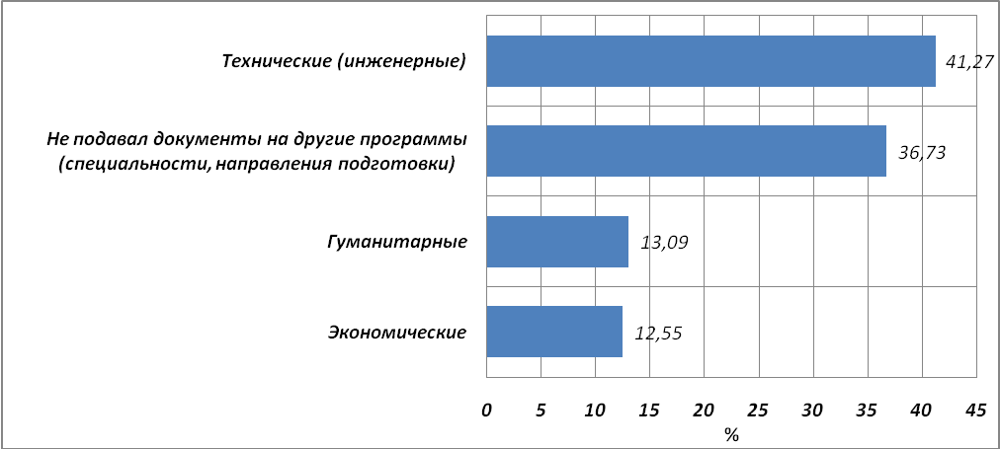 Технические (инженерные)
41,27
Не подавал документы на другие программы
(специальности, направления подготовки)
36,73
Гуманитарные
13,09
Экономические
12,55
0 5 10 15 20 25 30 35 40 45
%